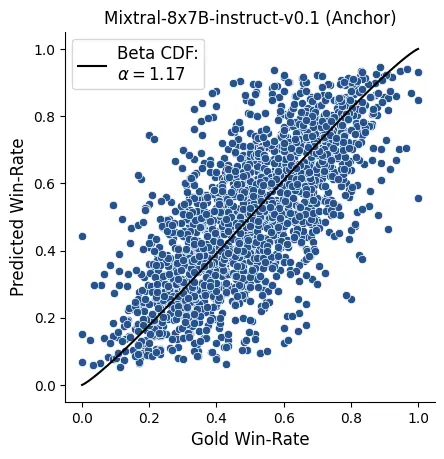 Mixtral-8x7B-instruct-v0.1 (Anchor)
Beta CDF:
α = 1.17
Predicted Win-Rate
1.0
0.8
0.6
0.4
0.2
0.0
0.0 0.2 0.4 0.6 0.8 1.0
Gold Win-Rate